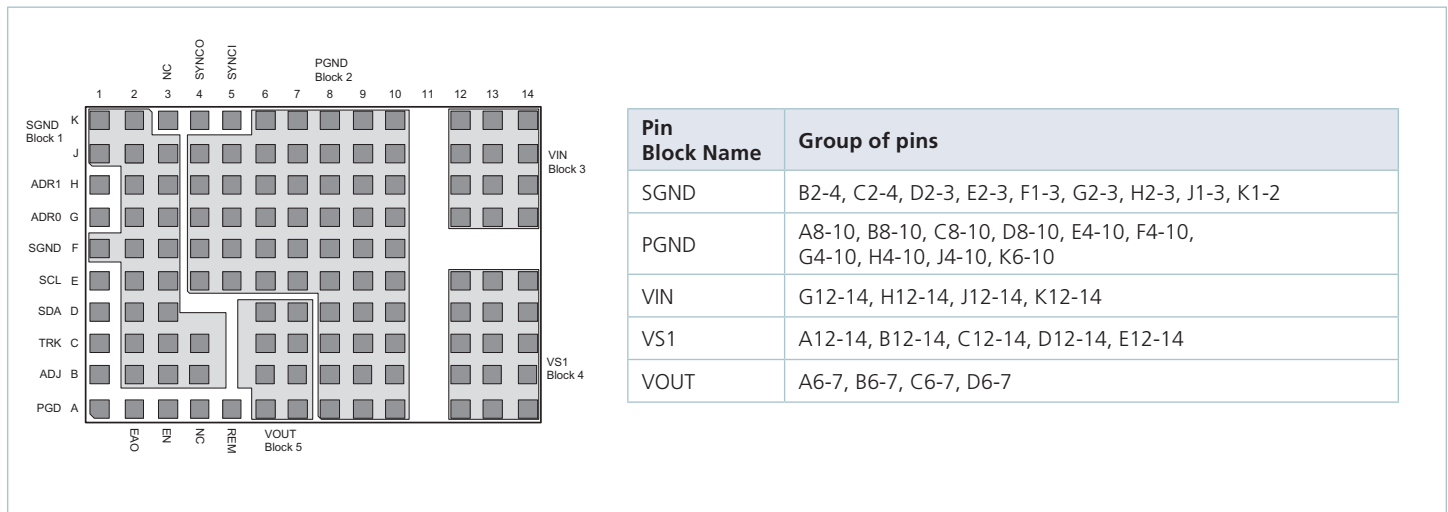 NC
SYNCO
SYNCI
PGND
Block 2
1 2 3 4 5 6 7 8 9 10 11 12 13 14
SGND
Block 1
K
J
ADR1 H
ADR0 G
SGND F
SCL E
SDA D
TRK C
ADJ B
PGD A
VIN
Block 3
VS1
Block 4
EAO
EN
NC
REM
VOUT
Block 5
Pin
Block Name
Group of pins
SGND
B2-4, C2-4, D2-3, E2-3, F1-3, G2-3, H2-3, J1-3, K1-2
PGND
A8-10, B8-10, C8-10, D8-10, E4-10, F4-10,
G4-10, H4-10, J4-10, K6-10
VIN
G12-14, H12-14, J12-14, K12-14
VS1
A12-14, B12-14, C12-14, D12-14, E12-14
VOUT
A6-7, B6-7, C6-7, D6-7